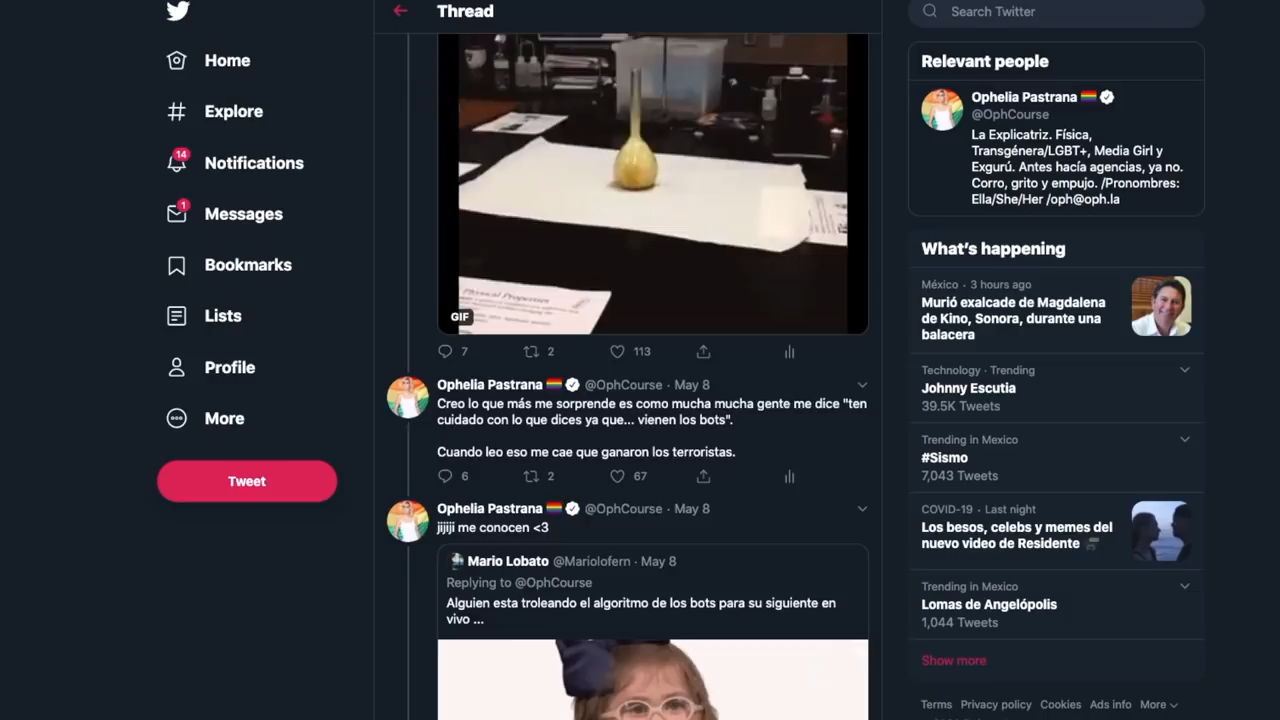 Home
Explore
14
Notifications
1
Messages
Bookmarks
Lists
Profile
More
Tweet
Thread
Physical Properties
GIF
7
2
113
Ophelia Pastrana @OphCourse · May 8
Creo lo que más me sorprende es como mucha mucha gente me dice "ten
cuidado con lo que dices ya que... vienen los bots".
Cuando leo eso me cae que ganaron los terroristas.
6
2
67
Ophelia Pastrana @OphCourse · May 8
jijiji me conocen <3
Mario Lobato @Mariolofern · May 8
Replying to @OphCourse
Alguien esta troleando el algoritmo de los bots para su siguiente en
vivo ...
Search Twitter
Relevant people
Ophelia Pastrana
@OphCourse
La Explicatriz. Física,
Transgénera/LGBT+, Media Girl y
Exgurú. Antes hacía agencias, ya no.
Corro, grito y empujo. /Pronombres:
Ella/She/Her /oph@oph.la
What's happening
México · 3 hours ago
Murió exalcade de Magdalena
de Kino, Sonora, durante una
balacera
Technology · Trending
Johnny Escutia
39.5K Tweets
Trending in Mexico
#Sismo
7,043 Tweets
COVID-19 · Last night
Los besos, celebs y memes del
nuevo video de Residente
Trending in Mexico
Lomas de Angelópolis
1,044 Tweets
Show more
Terms Privacy policy Cookies Ads info More